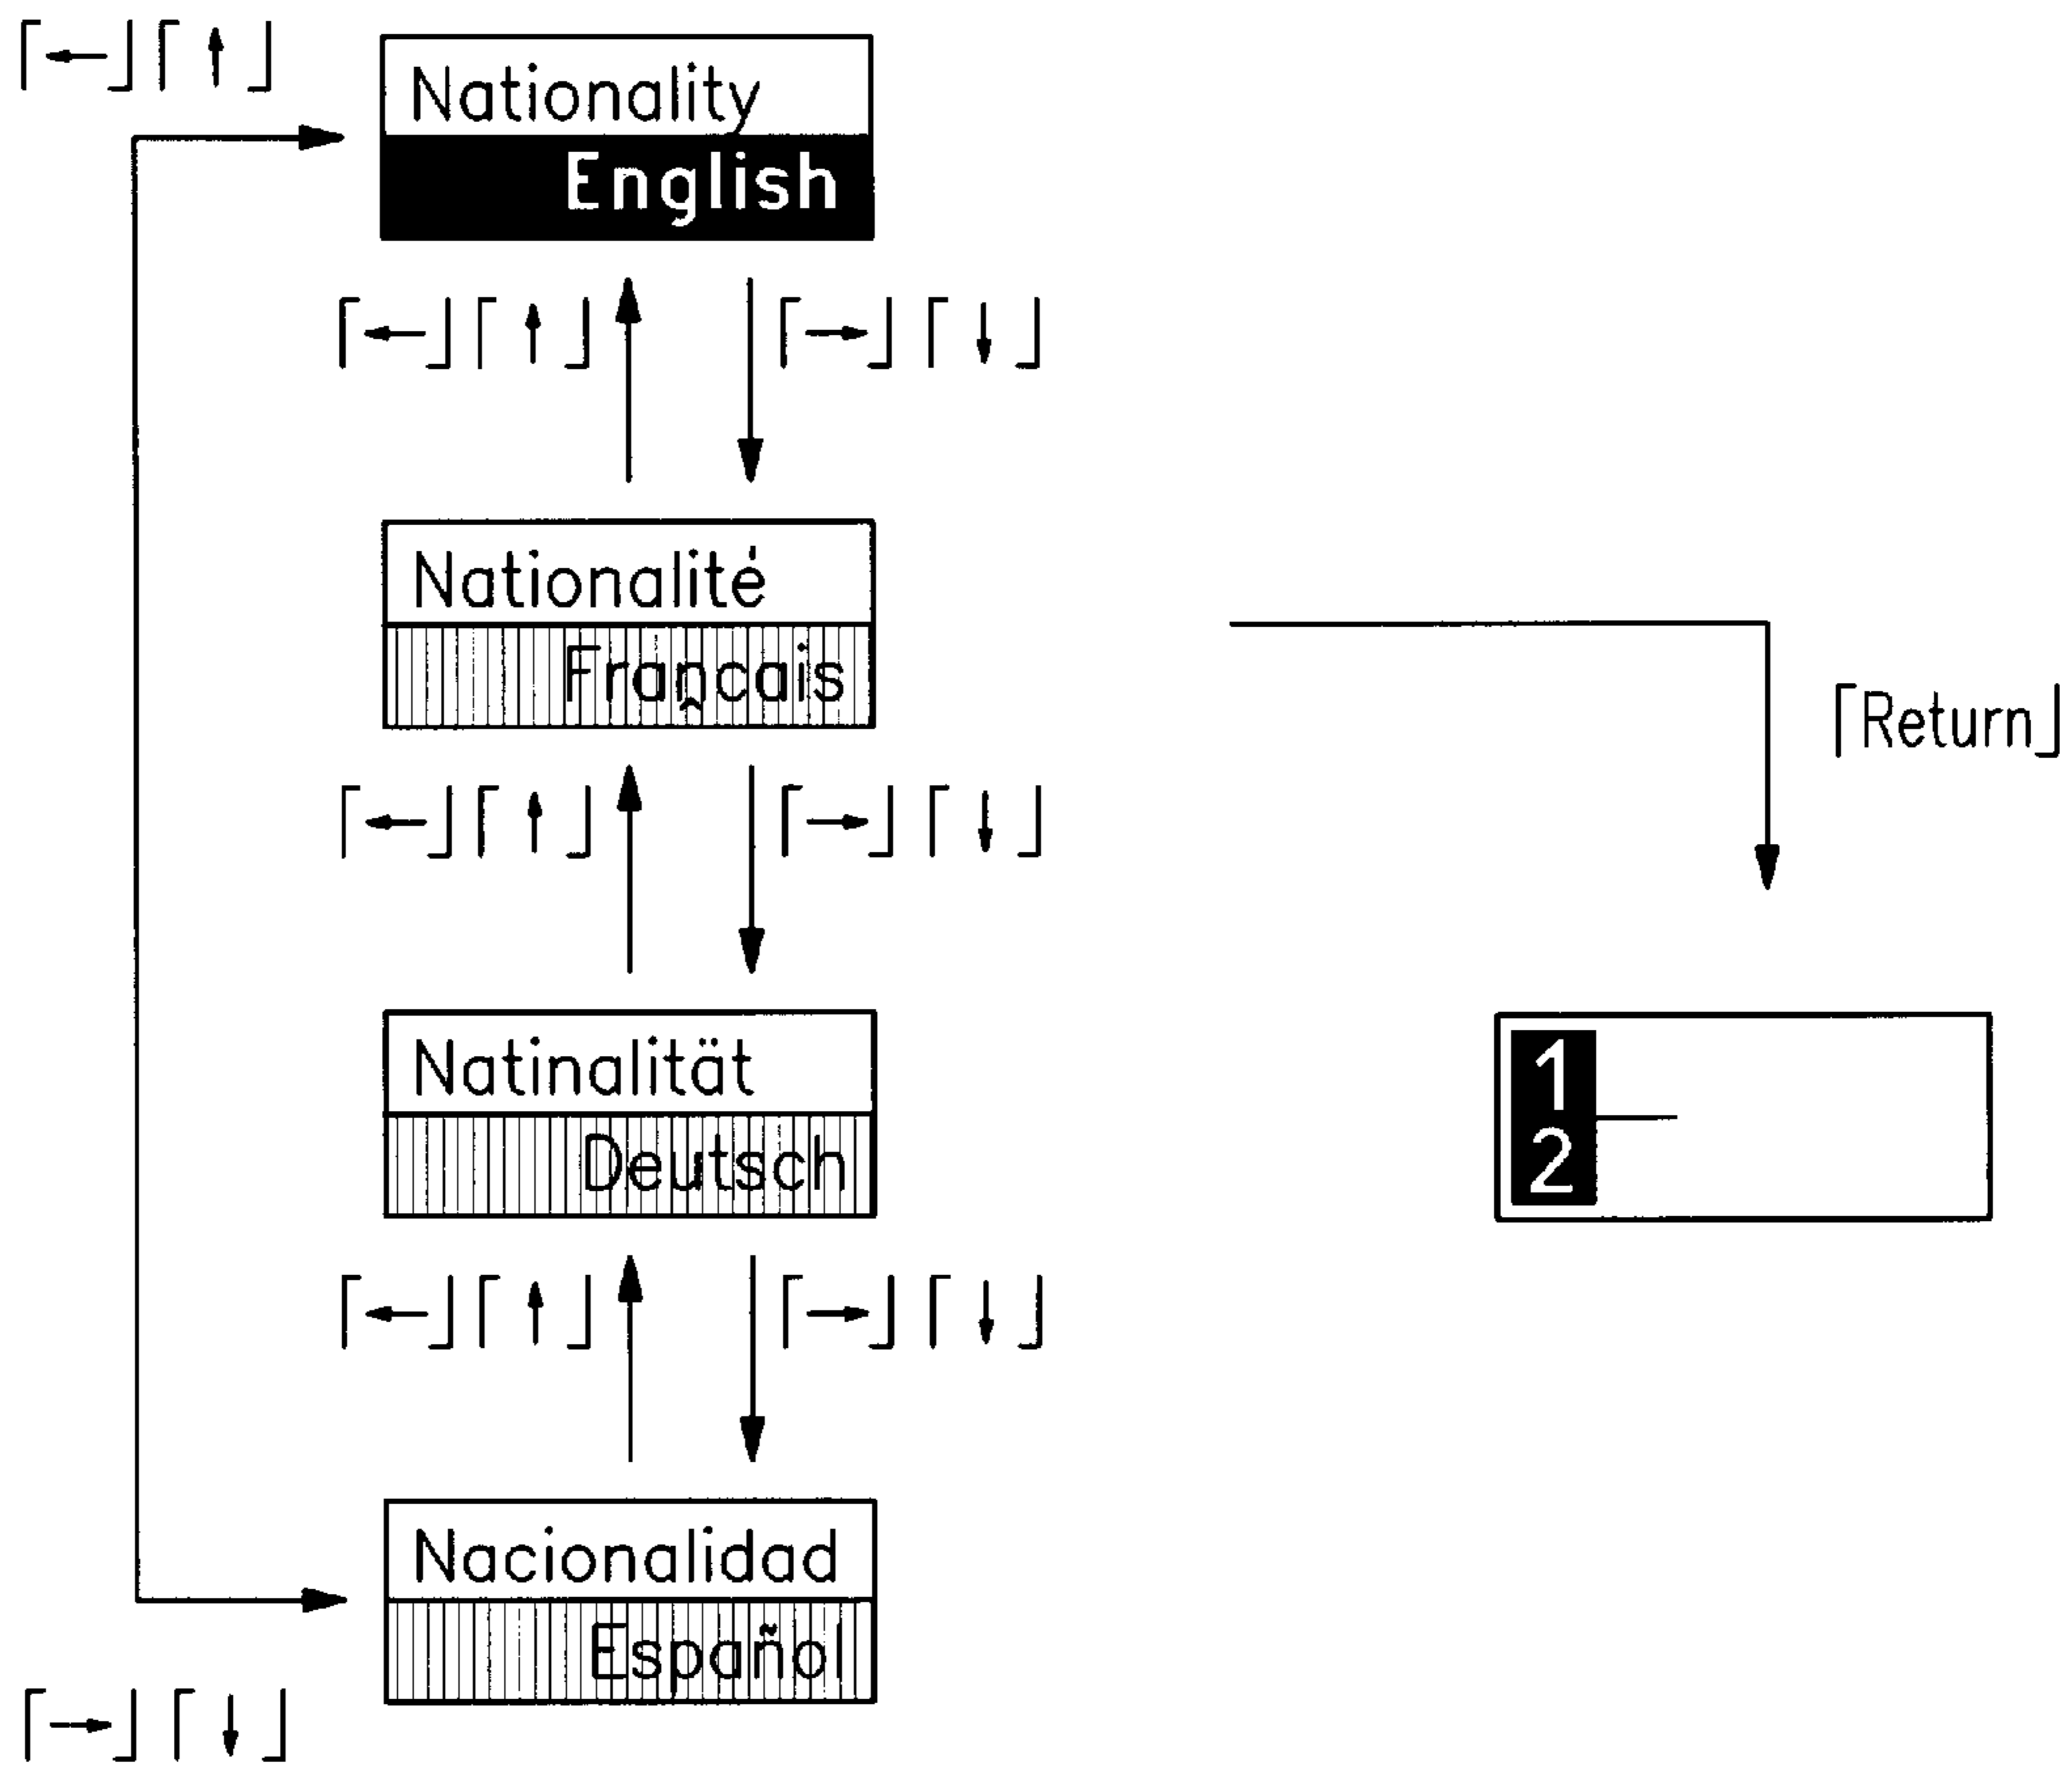 Nationality
English
Nationalité
Français
⌈Return⌋
Natinalität
Deutsch
1
2
Nacionalidad
Español